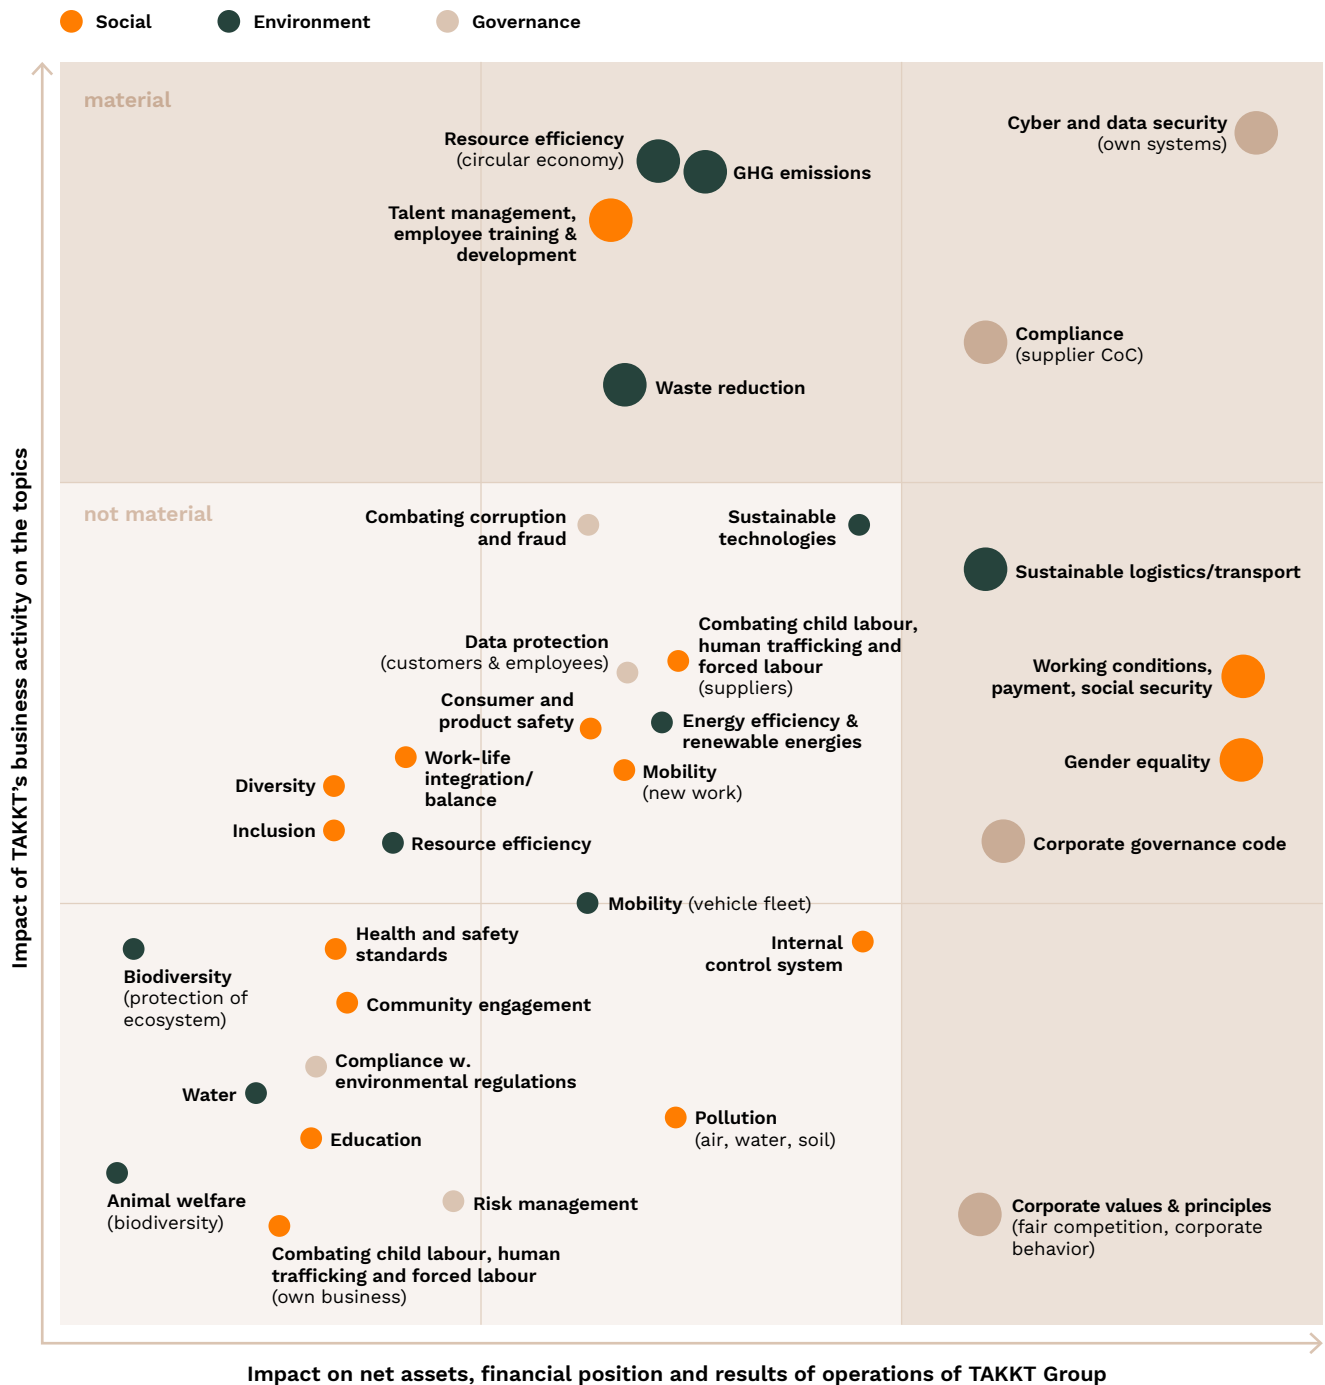 Social
Environment
Governance
material
Cyber and data security
(own systems)
Resource efficiency
(circular economy)
GHG emissions
Talent management,
employee training &
development
Compliance
(supplier CoC)
Waste reduction
not material
Combating corruption
and fraud
Sustainable
technologies
Sustainable logistics/transport
Combating child labour,
human trafficking and
forced labour
(suppliers)
Data protection
(customers & employees)
Working conditions,
payment, social security
Consumer and
product safety
Energy efficiency &
renewable energies
Work-life
integration/
balance
Mobility
(new work)
Gender equality
Diversity
Inclusion
Resource efficiency
Corporate governance code
Mobility (vehicle fleet)
Health and safety
standards
Internal
control system
Biodiversity
(protection of
ecosystem)
Community engagement
Compliance w.
environmental regulations
Water
Pollution
(air, water, soil)
Education
Animal welfare
(biodiversity)
Risk management
Corporate values & principles
(fair competition, corporate
behavior)
Combating child labour, human
trafficking and forced labour
(own business)
Impact of TAKKT's business activity on the topics
Impact on net assets, financial position and results of operations of TAKKT Group